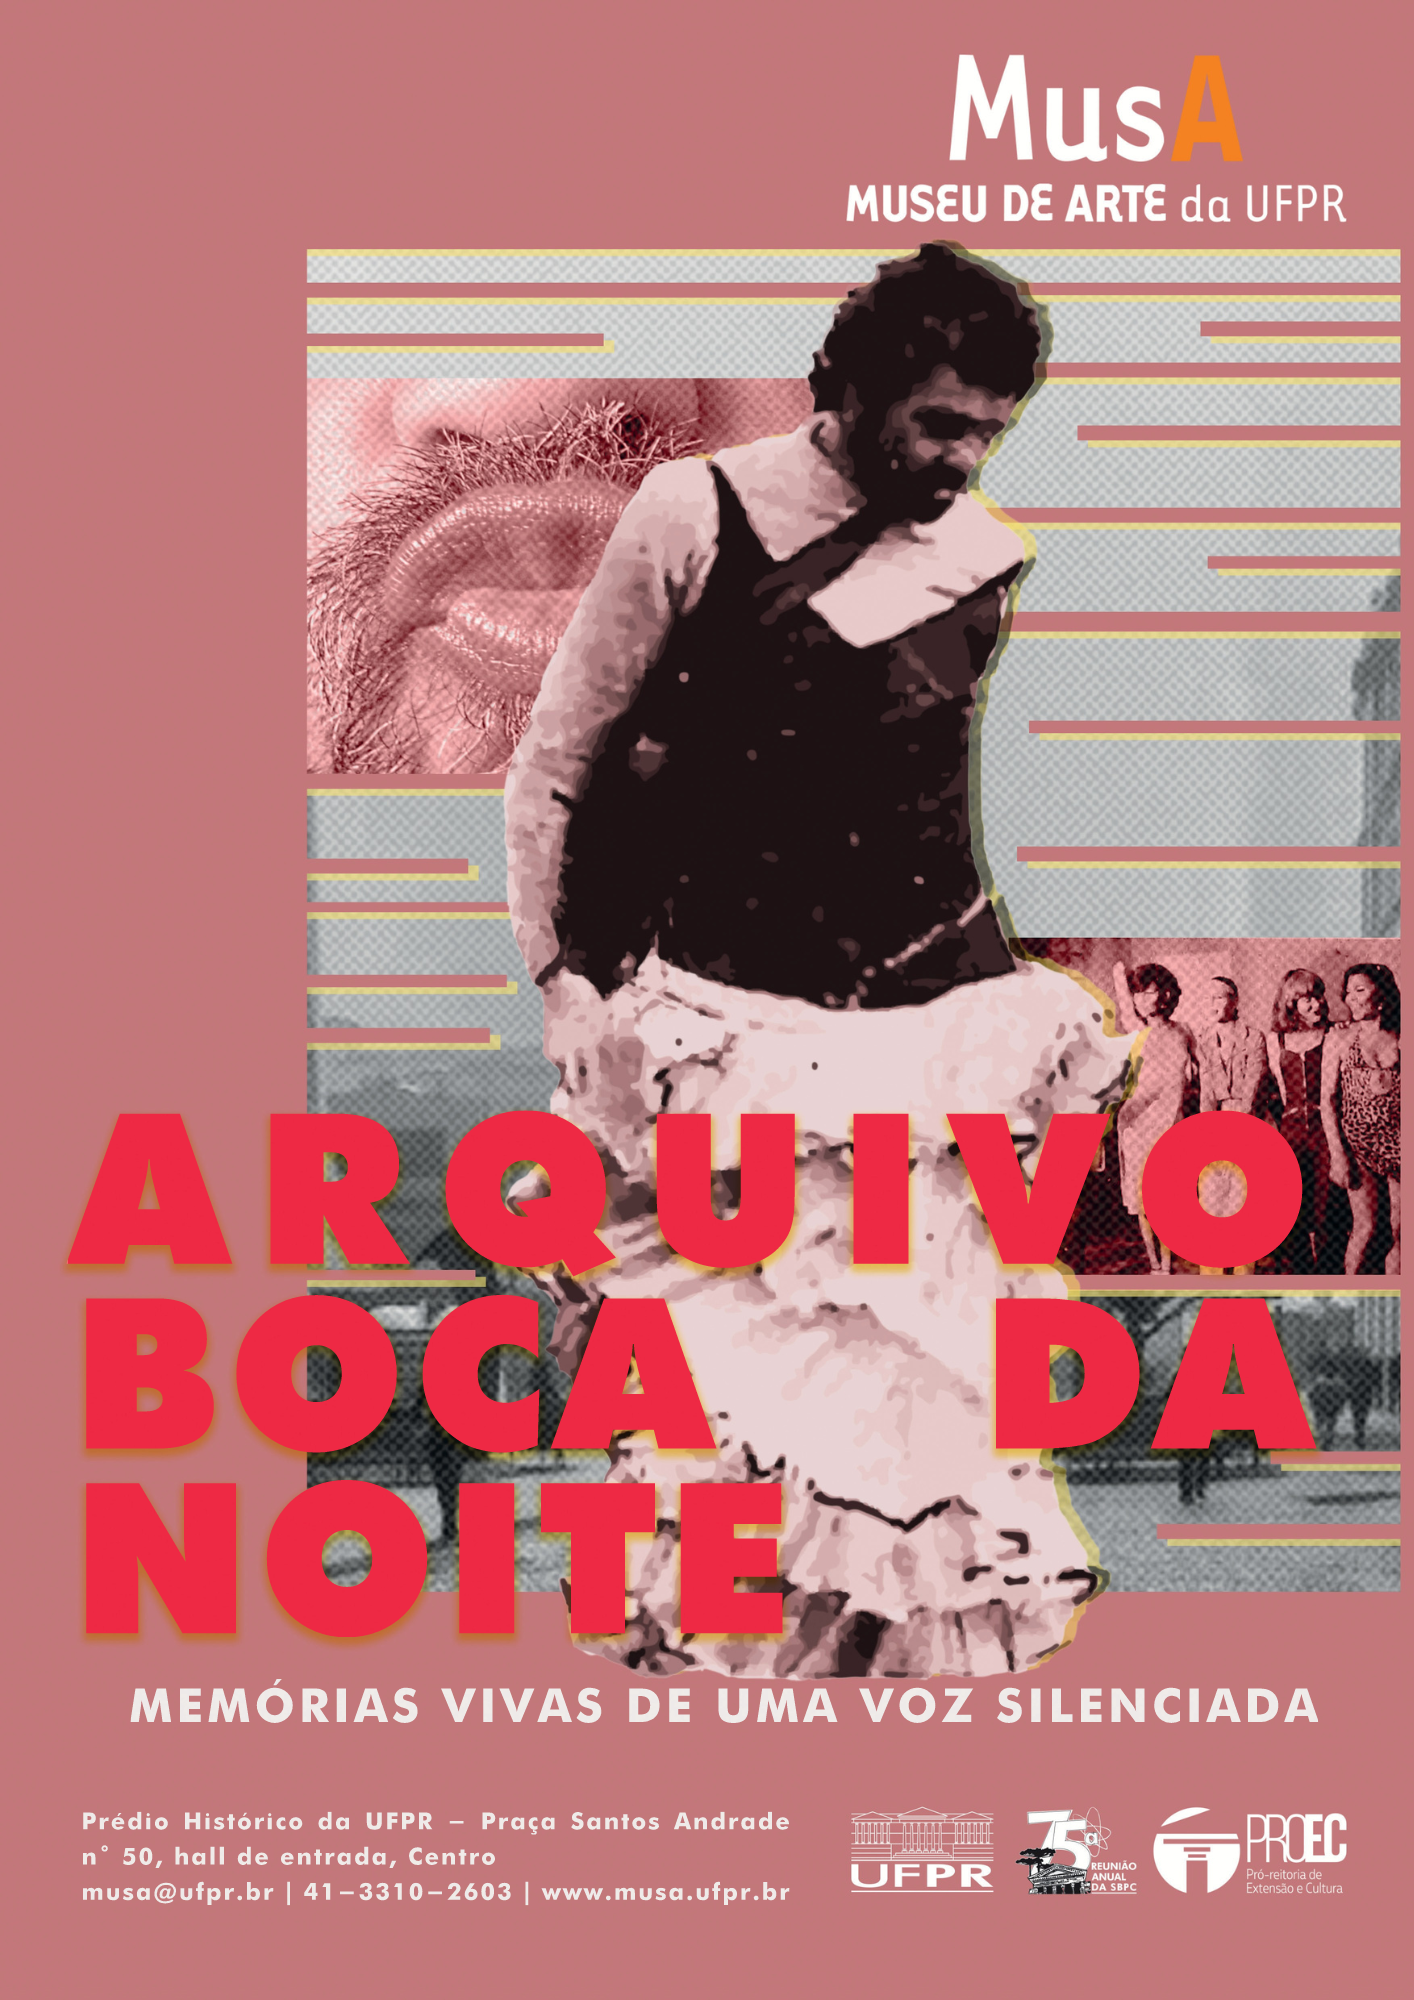 MusA
MUSEU DE ARTE da UFPR
ARQUIVO
BOCA DA
NOITE
MEMÓRIAS VIVAS DE UMA VOZ SILENCIADA
Prédio Histórico da UFPR – Praça Santos Andrade
n° 50, hall de entrada, Centro
musa@ufpr.br | 41–3310–2603 | www.musa.ufpr.br
UFPR
75ª
REUNIÃO
ANUAL
DA SBPC
PROEC
Pró-reitoria de
Extensão e Cultura